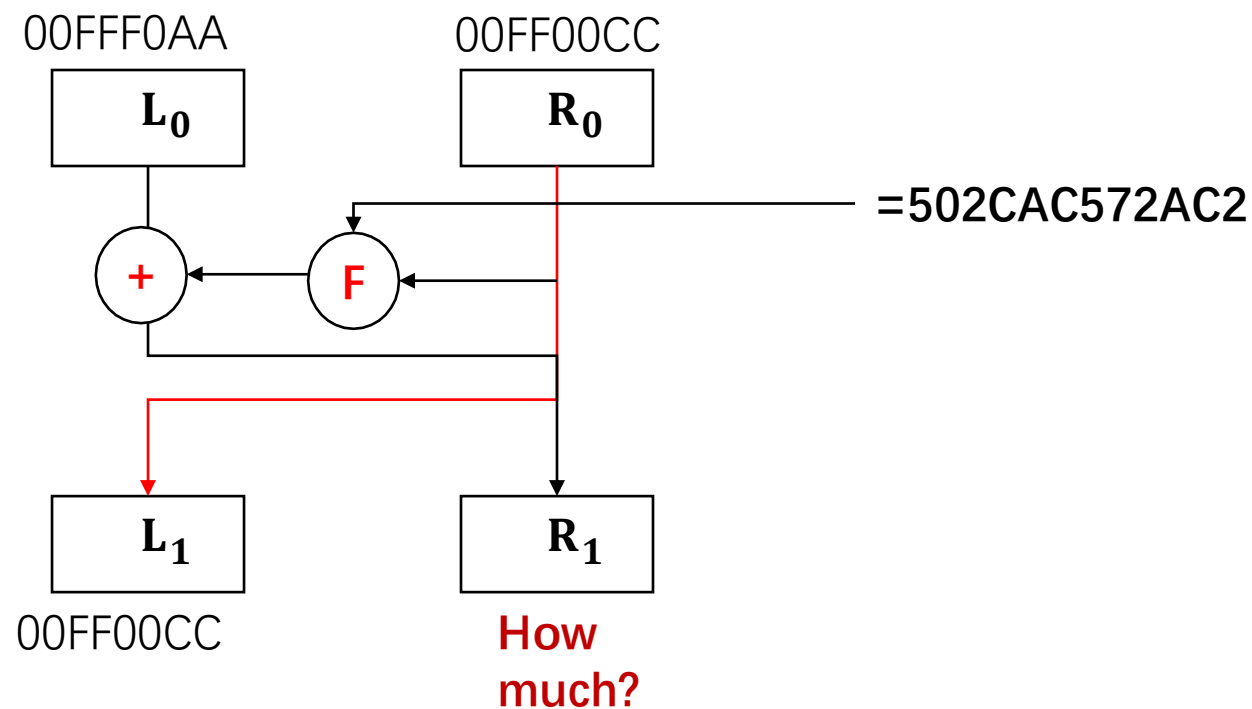 00FFF0AA
00FF00CC
L0
R0
=502CAC572AC2
+
F
L1
R1
00FF00CC
How
much?